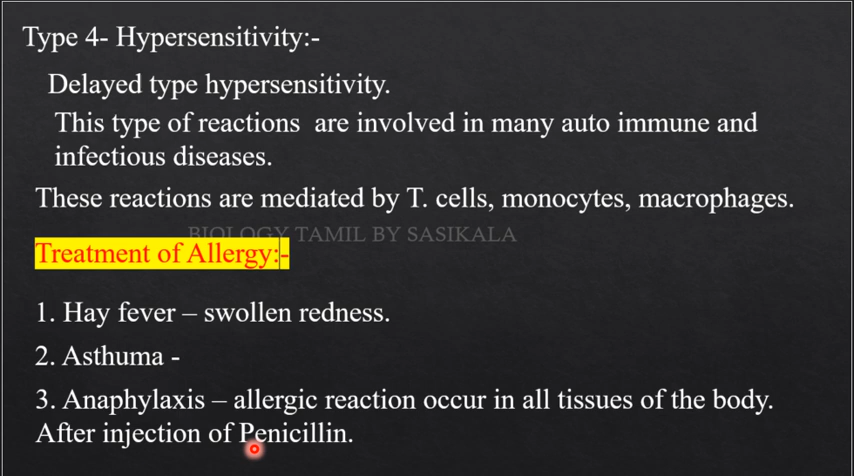 Type 4- Hypersensitivity:-
Delayed type hypersensitivity.
This type of reactions are involved in many auto immune and
infectious diseases.
These reactions are mediated by T. cells, monocytes, macrophages.
BIOLOGY TAMIL BY SASIKALA
Treatment of Allergy:-
1. Hay fever – swollen redness.
2. Asthuma -
3. Anaphylaxis – allergic reaction occur in all tissues of the body.
After injection of Penicillin.